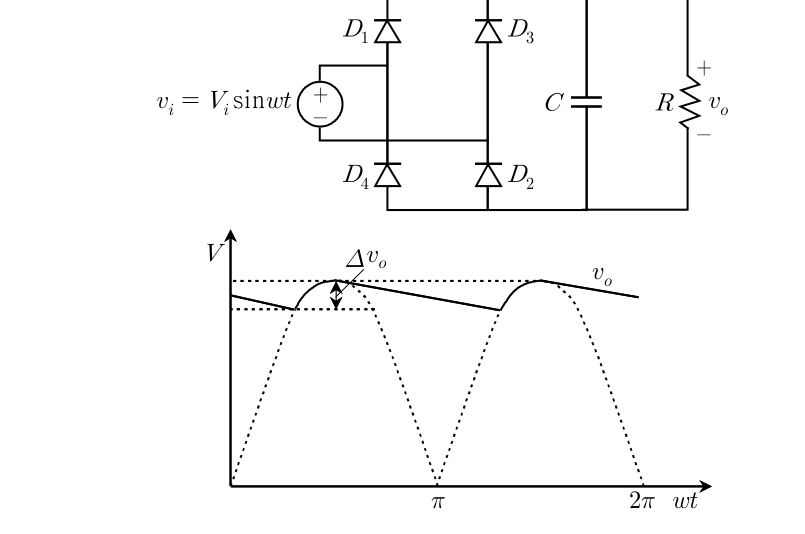 D₁ D₃
+
vᵢ = Vᵢ sinwt + − C R vₒ
−
D₄ D₂
V Δvₒ
vₒ
π 2π wt